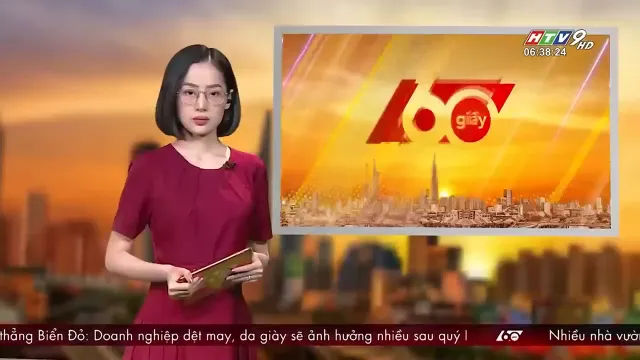 HTV9 HD
06:38:24
60 giây
thẳng Biển Đỏ: Doanh nghiệp dệt may, da giày sẽ ảnh hưởng nhiều sau quý I
60 Nhiều nhà vườ